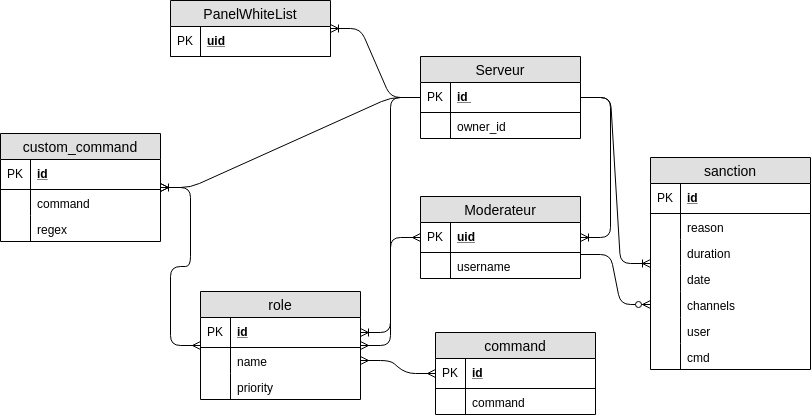 PanelWhiteList
PK uid
Serveur
PK id
owner_id
custom_command
PK id
command
regex
sanction
PK id
reason
duration
date
channels
user
cmd
Moderateur
PK uid
username
role
PK id
name
priority
command
PK id
command